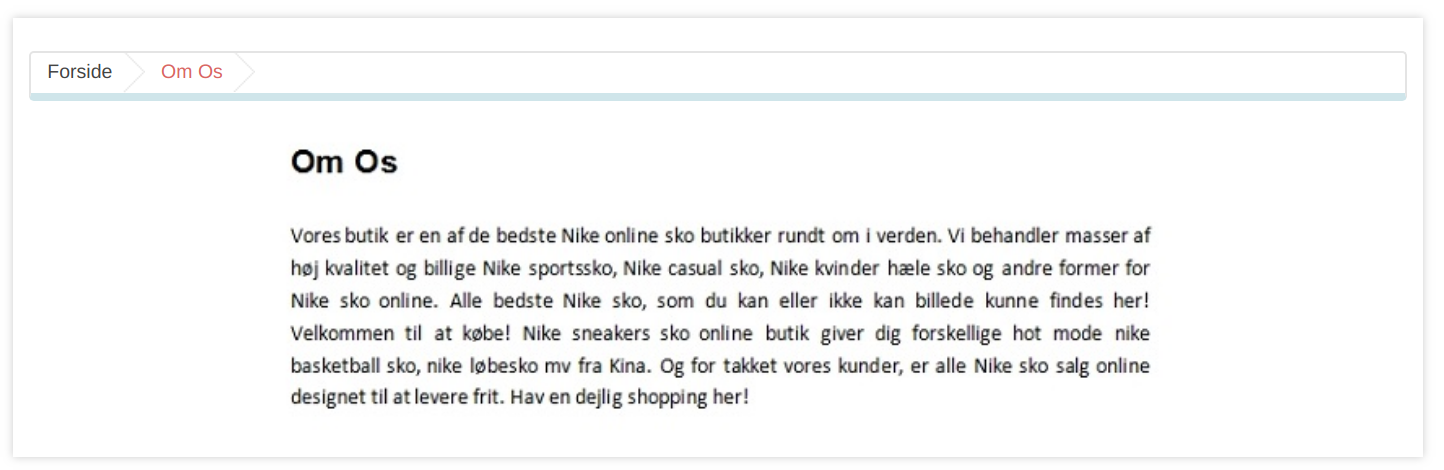 Forside
Om Os
Om Os
Vores butik er en af de bedste Nike online sko butikker rundt om i verden. Vi behandler masser af
høj kvalitet og billige Nike sportssko, Nike casual sko, Nike kvinder hæle sko og andre former for
Nike sko online. Alle bedste Nike sko, som du kan eller ikke kan billede kunne findes her!
Velkommen til at købe! Nike sneakers sko online butik giver dig forskellige hot mode nike
basketball sko, nike løbesko mv fra Kina. Og for takket vores kunder, er alle Nike sko salg online
designet til at levere frit. Hav en dejlig shopping her!